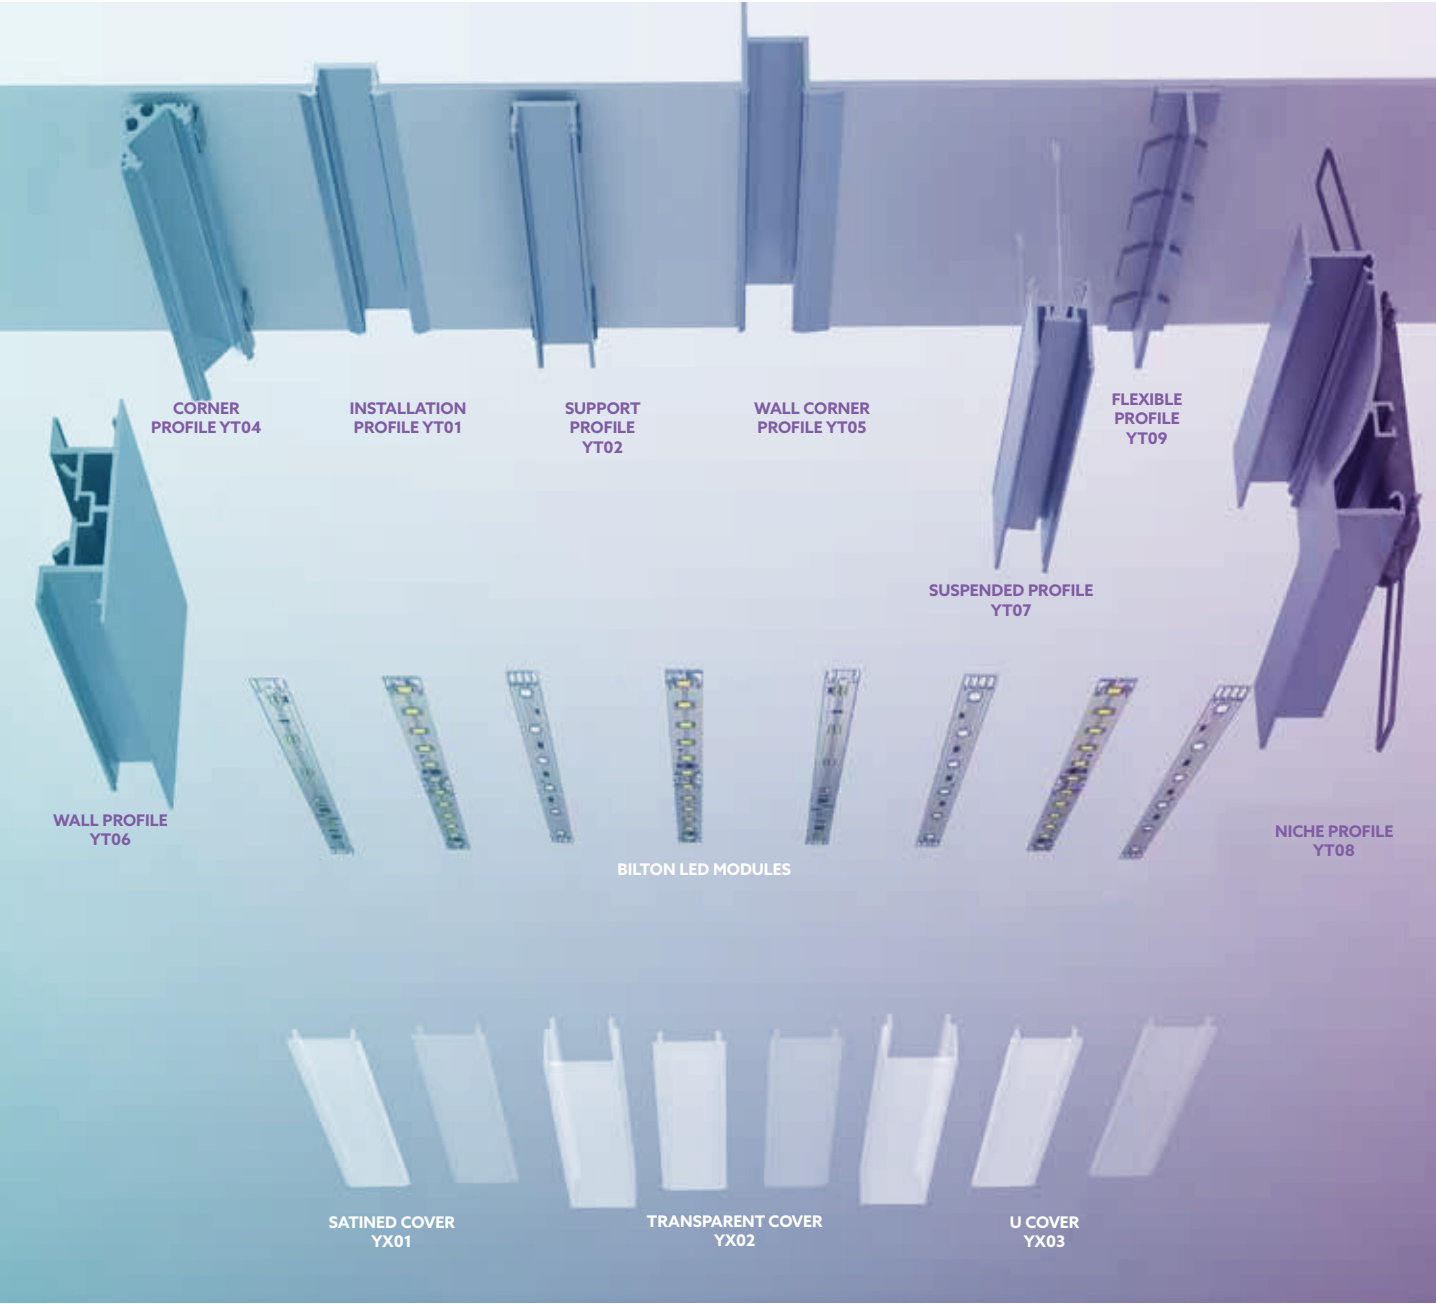 CORNER
PROFILE YT04
INSTALLATION
PROFILE YT01
SUPPORT
PROFILE
YT02
WALL CORNER
PROFILE YT05
FLEXIBLE
PROFILE
YT09
SUSPENDED PROFILE
YT07
WALL PROFILE
YT06
NICHE PROFILE
YT08
BILTON LED MODULES
SATINED COVER
YX01
TRANSPARENT COVER
YX02
U COVER
YX03